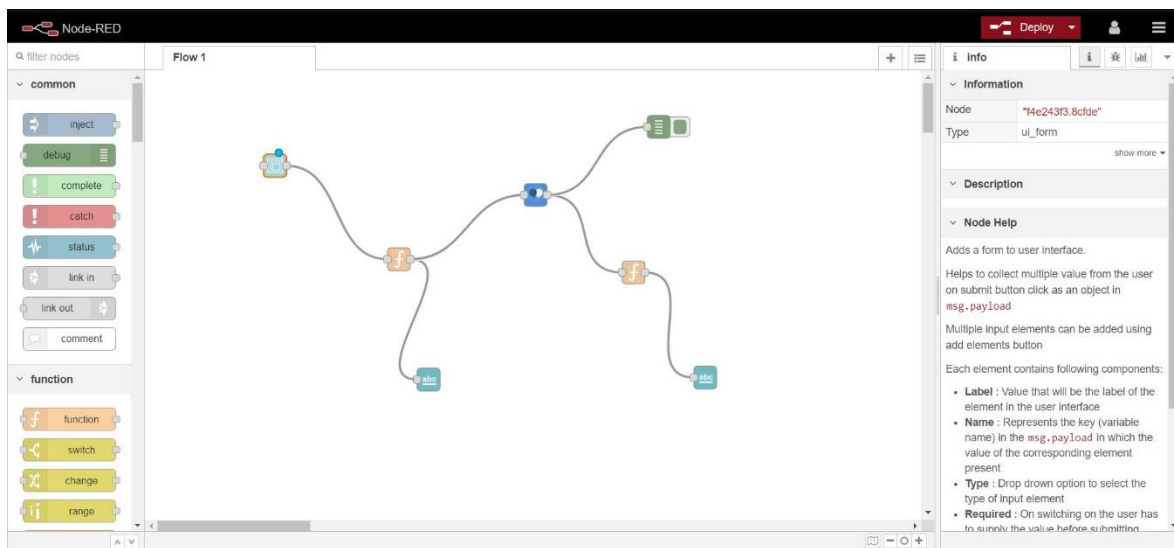 Node-RED
Deploy
filter nodes
Flow 1
i info
i
common
inject
debug
complete
catch
status
link in
link out
comment
function
function
switch
change
range
abc
abc
Information
Node "f4e243f3.8cfde"
Type ui_form
show more
Description
Node Help
Adds a form to user interface.
Helps to collect multiple value from the user
on submit button click as an object in
msg.payload
Multiple input elements can be added using
add elements button
Each element contains following components:
• Label : Value that will be the label of the
element in the user interface
• Name : Represents the key (variable
name) in the msg.payload in which the
value of the corresponding element
present
• Type : Drop drown option to select the
type of input element
• Required : On switching on the user has
to supply the value before submitting